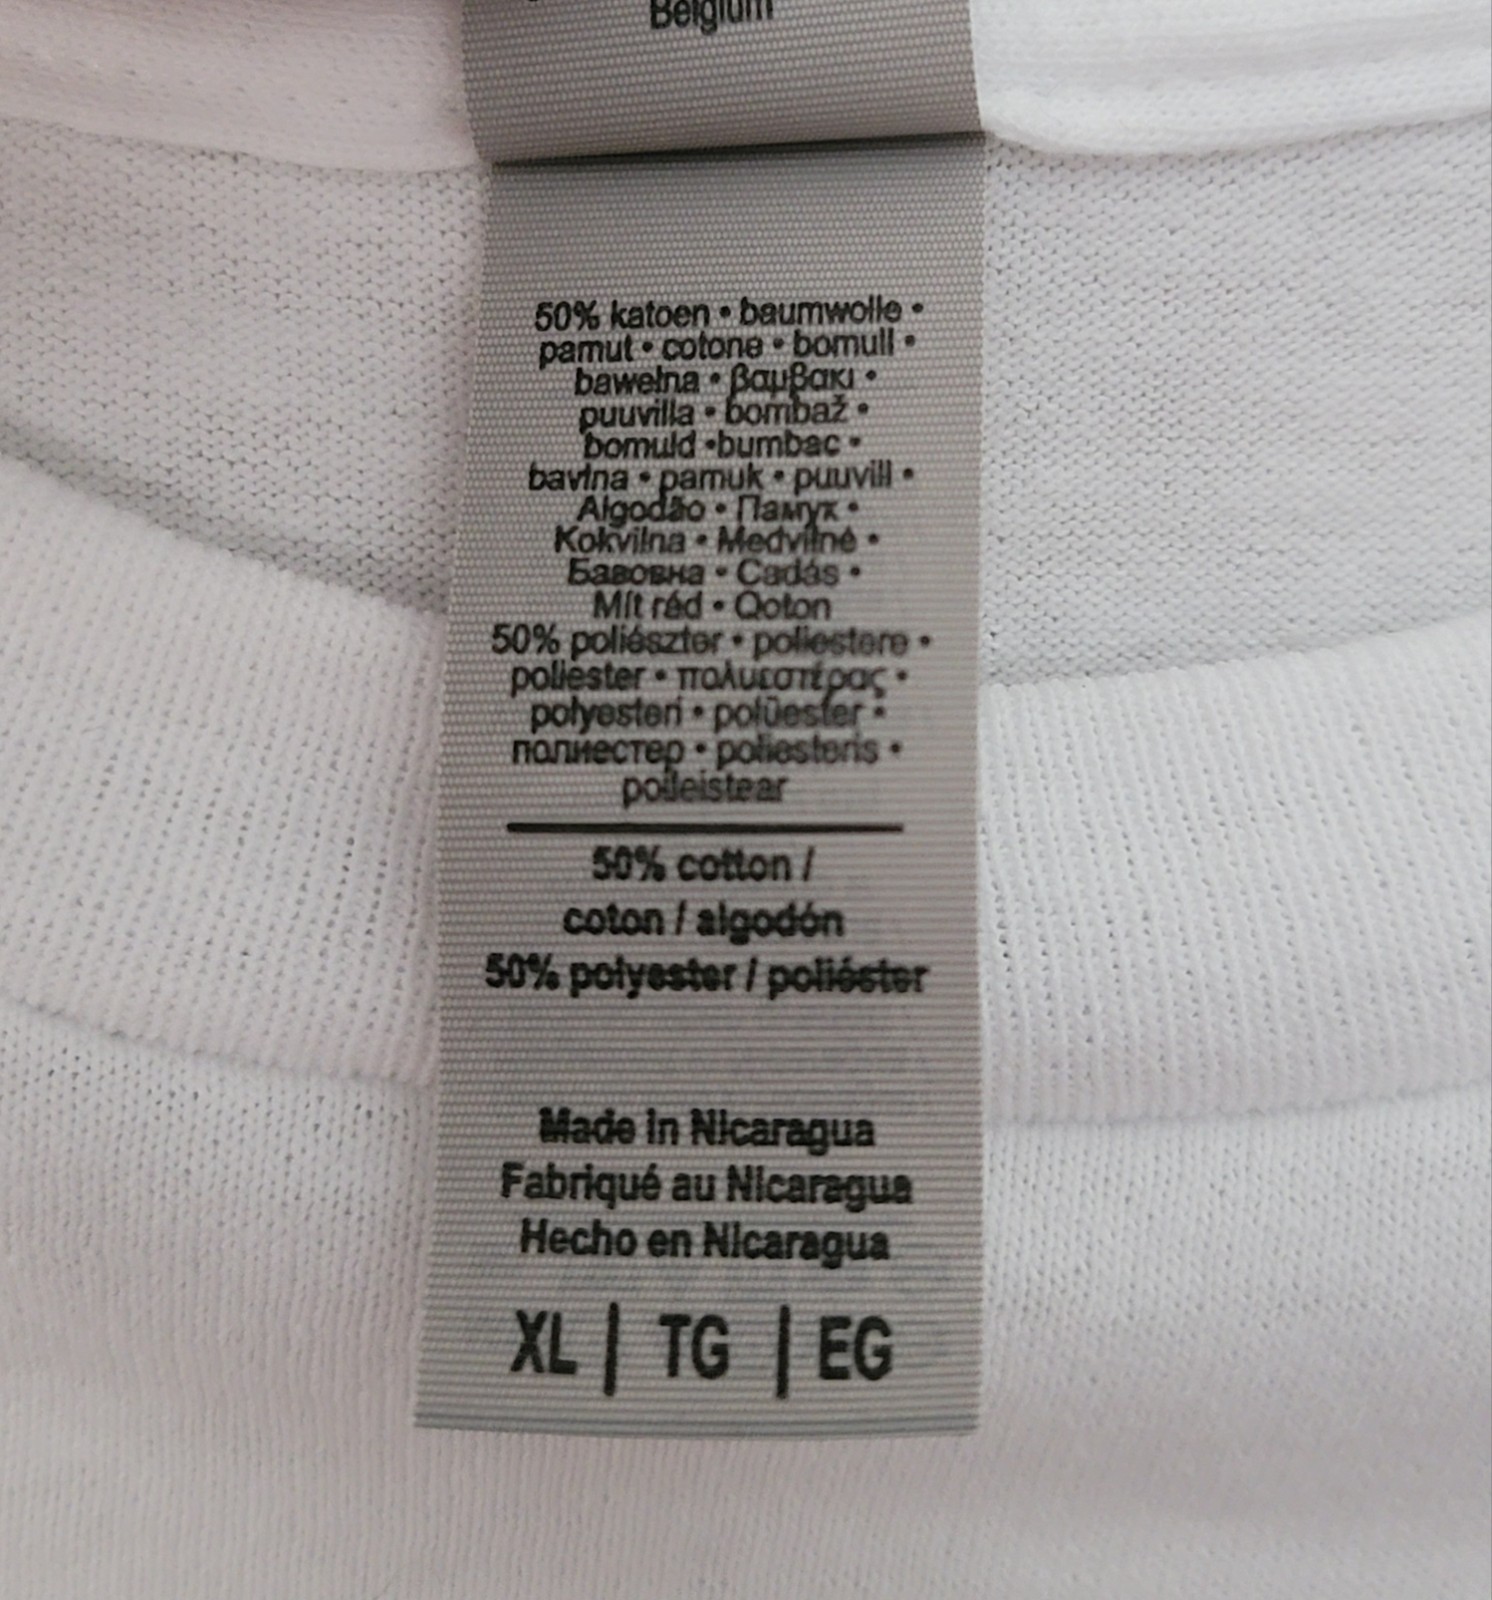 Belgium
50% katoen • baumwolle •
pamut • cotone • bomull •
bawełna • βαμβακι •
puuvilla • bombaž •
bomuld •bumbac •
bavlna • pamuk • puuvill •
Algodão • Памук •
Kokvilna • Medvilnė •
Бавовна • Cadás •
Mít réd • Qoton
50% poliészter • poliestere •
poliester • πολυεστέρας •
polyesteri • polüester •
полиестер • poliesteris •
polleistear
50% cotton /
coton / algodón
50% polyester / poliéster
Made in Nicaragua
Fabriqué au Nicaragua
Hecho en Nicaragua
XL | TG | EG